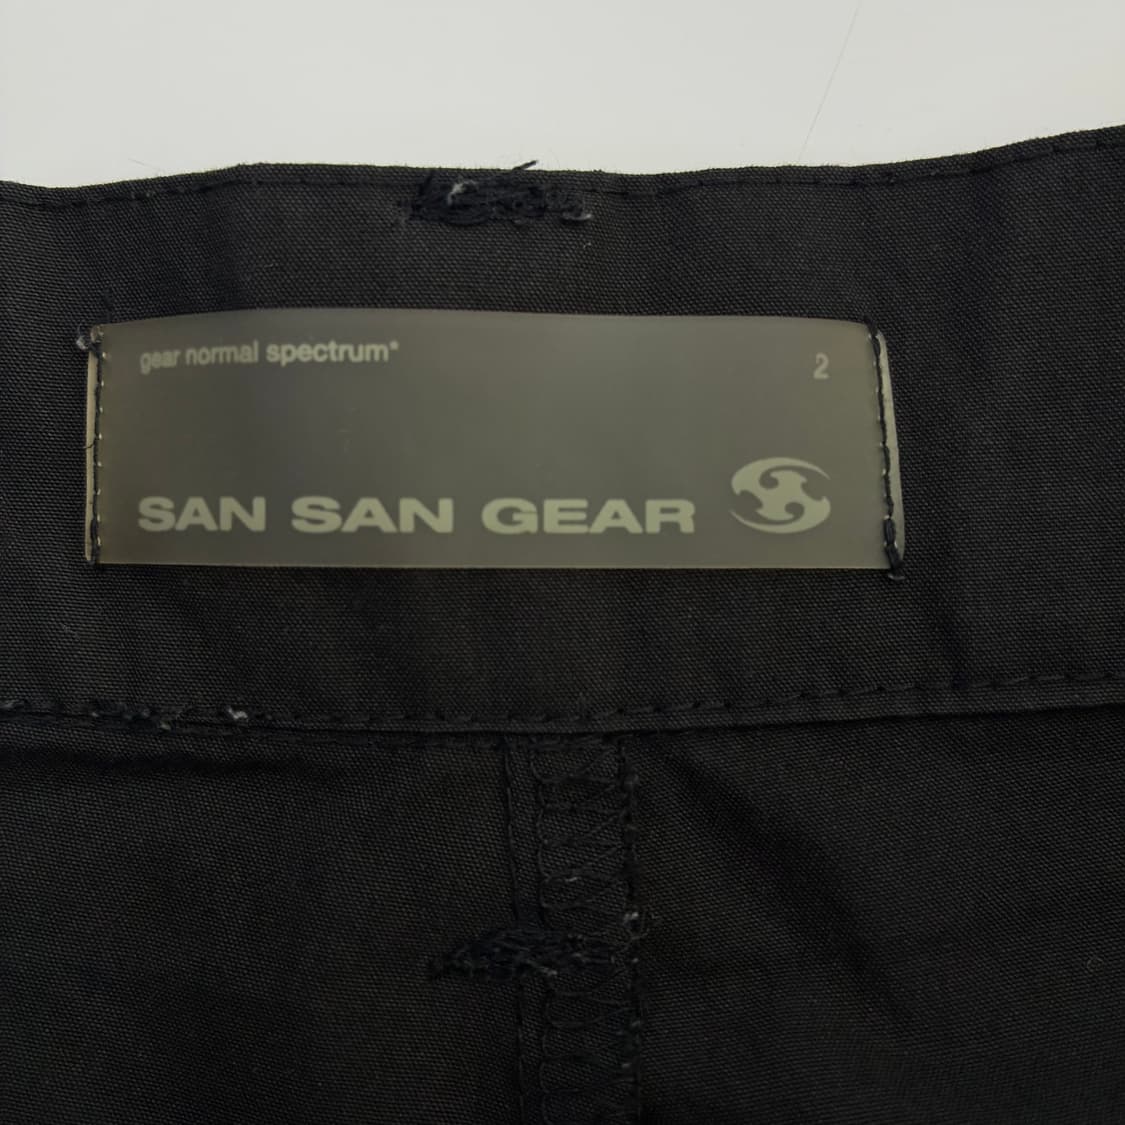 gear normal spectrum*
2
SAN SAN GEAR